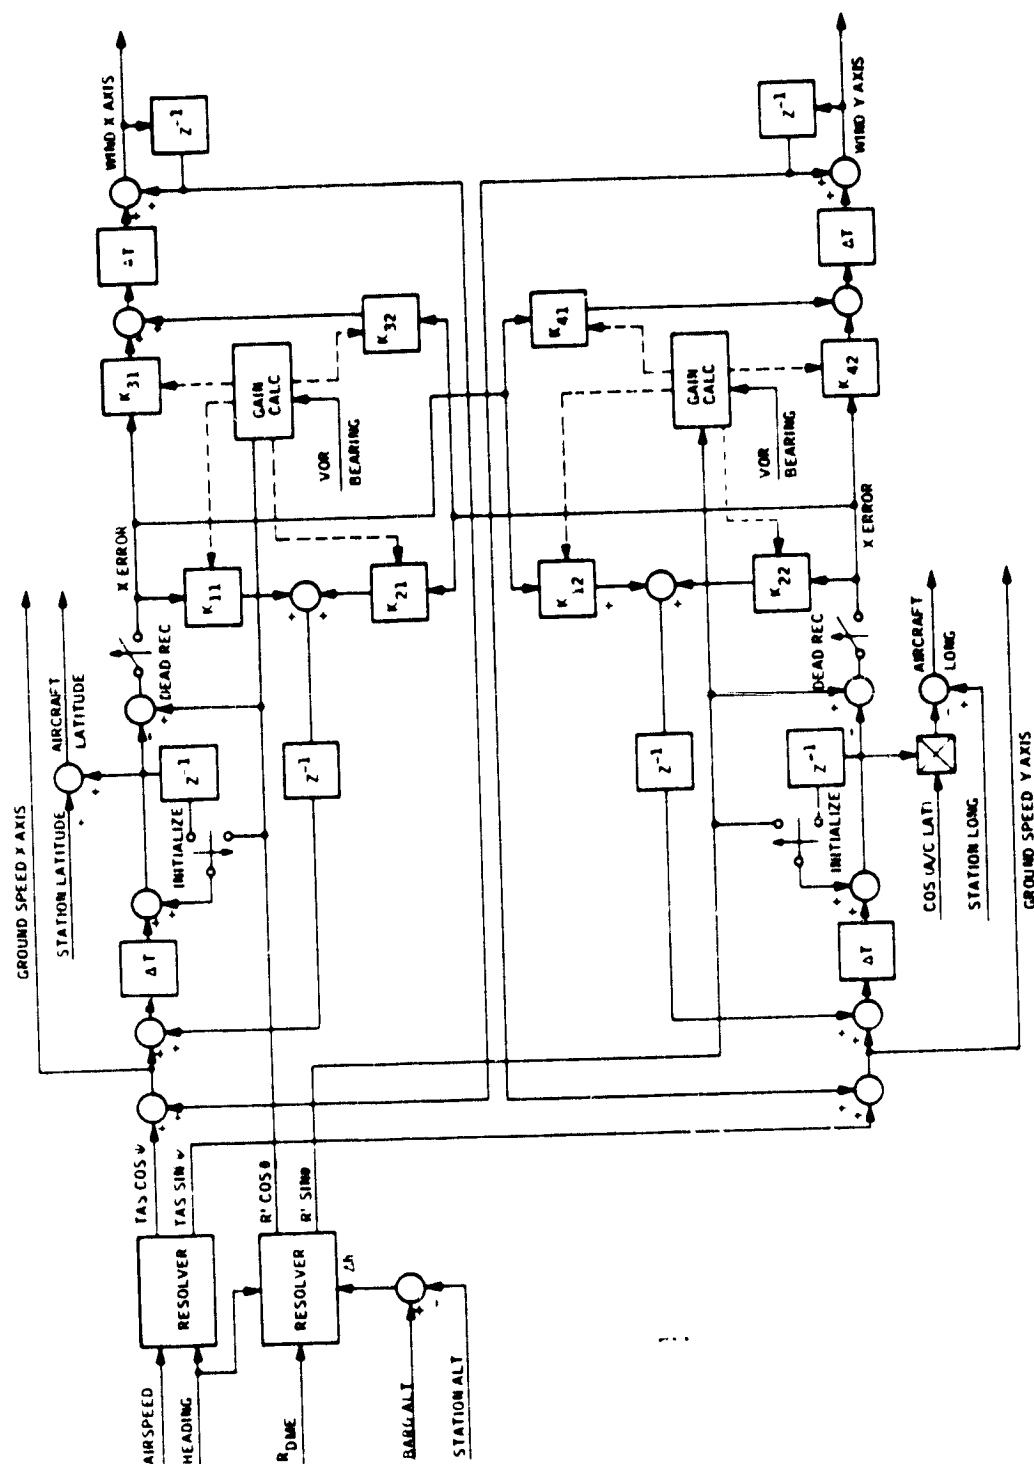 AIRSPEED
HEADING
R DME
BARO ALT
STATION ALT
RESOLVER
RESOLVER
Δh
TAS COS ψ
TAS SIN ψ
R' COS θ
R' SINθ
GROUND SPEED X AXIS
STATION LATITUDE
AIRCRAFT
LATITUDE
ΔT
INITIALIZE
Z⁻¹
DEAD REC
X ERROR
Z⁻¹
K11
K21
GAIN
CALC
VOR
BEARING
K31
K32
ΔT
WIND X AXIS
Z⁻¹
ΔT
INITIALIZE
Z⁻¹
DEAD REC
X ERROR
Z⁻¹
K12
K22
GAIN
CALC
VOR
BEARING
K41
K42
ΔT
WIND Y AXIS
Z⁻¹
COS (A/C LAT)
STATION LONG
AIRCRAFT
LONG
GROUND SPEED Y AXIS